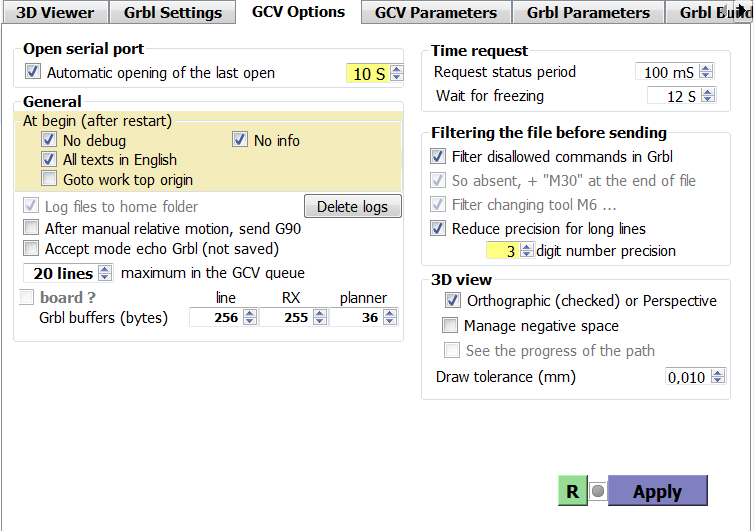 3D Viewer Grbl Settings GCV Options GCV Parameters Grbl Parameters Grbl Build
Open serial port
Automatic opening of the last open 10 S
General
At begin (after restart)
No debug No info
All texts in English
Goto work top origin
Log files to home folder Delete logs
After manual relative motion, send G90
Accept mode echo Grbl (not saved)
20 lines maximum in the GCV queue
board ? line RX planner
Grbl buffers (bytes) 256 255 36
Time request
Request status period 100 mS
Wait for freezing 12 S
Filtering the file before sending
Filter disallowed commands in Grbl
So absent, + "M30" at the end of file
Filter changing tool M6 ...
Reduce precision for long lines
3 digit number precision
3D view
Orthographic (checked) or Perspective
Manage negative space
See the progress of the path
Draw tolerance (mm) 0,010
R Apply